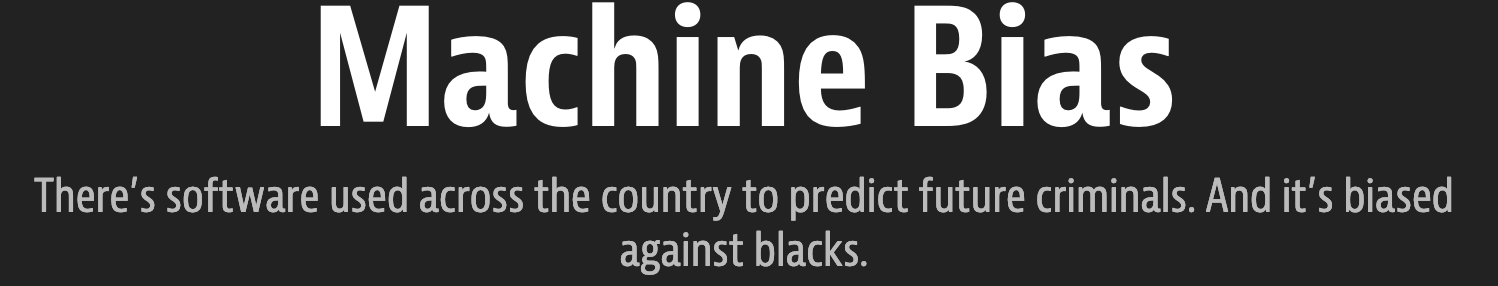 Machine Bias
There’s software used across the country to predict future criminals. And it’s biased
against blacks.